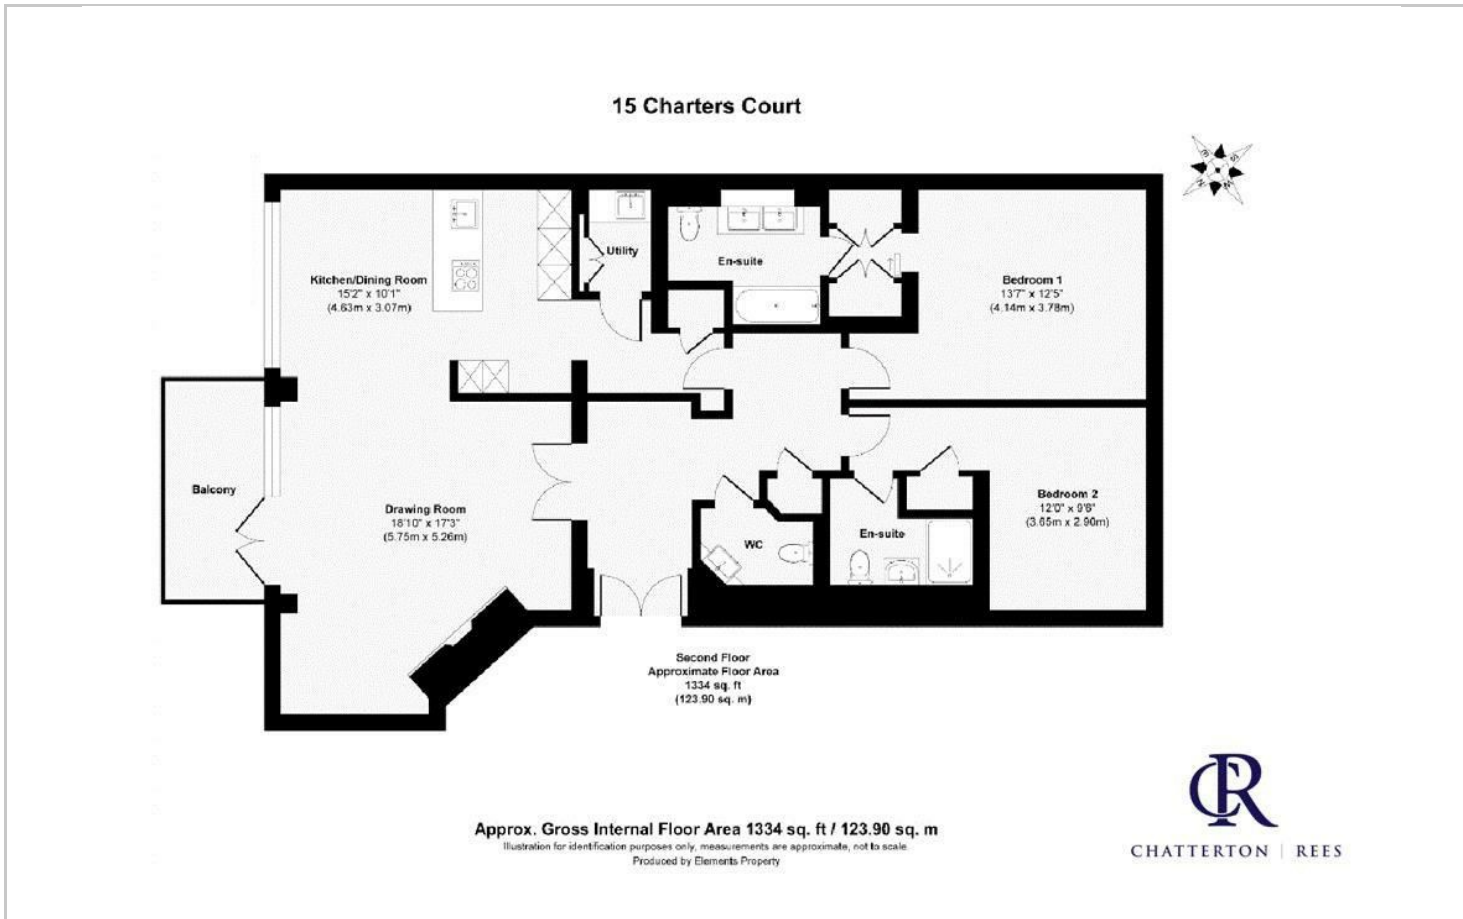 15 Charters Court
Kitchen/Dining Room
15'2" x 10'1"
(4.63m x 3.07m)
Utility
En-suite
Bedroom 1
13'7" x 12'5"
(4.14m x 3.78m)
Balcony
Drawing Room
18'10" x 17'3"
(5.75m x 5.26m)
WC
En-suite
Bedroom 2
12'0" x 9'6"
(3.65m x 2.90m)
Second Floor
Approximate Floor Area
1334 sq. ft
(123.90 sq. m)
Approx. Gross Internal Floor Area 1334 sq. ft / 123.90 sq. m
Illustration for identification purposes only, measurements are approximate, not to scale.
Produced by Elements Property
CR
CHATTERTON | REES